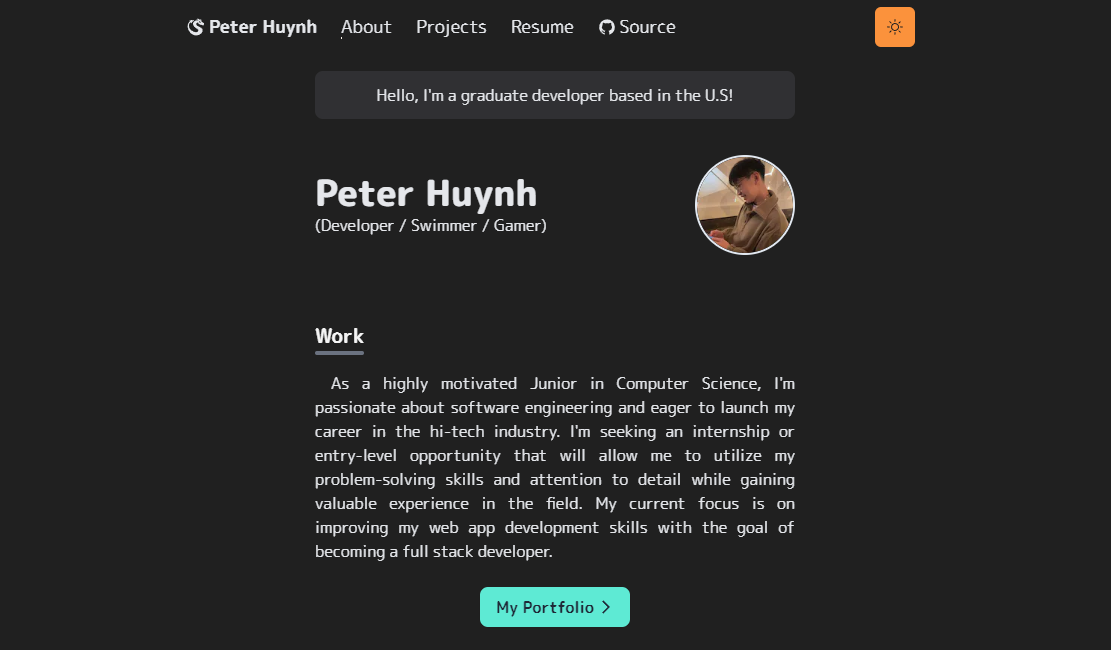 Peter Huynh About Projects Resume Source
Hello, I'm a graduate developer based in the U.S!
Peter Huynh
(Developer / Swimmer / Gamer)
Work
As a highly motivated Junior in Computer Science, I'm
passionate about software engineering and eager to launch my
career in the hi-tech industry. I'm seeking an internship or
entry-level opportunity that will allow me to utilize my
problem-solving skills and attention to detail while gaining
valuable experience in the field. My current focus is on
improving my web app development skills with the goal of
becoming a full stack developer.
My Portfolio